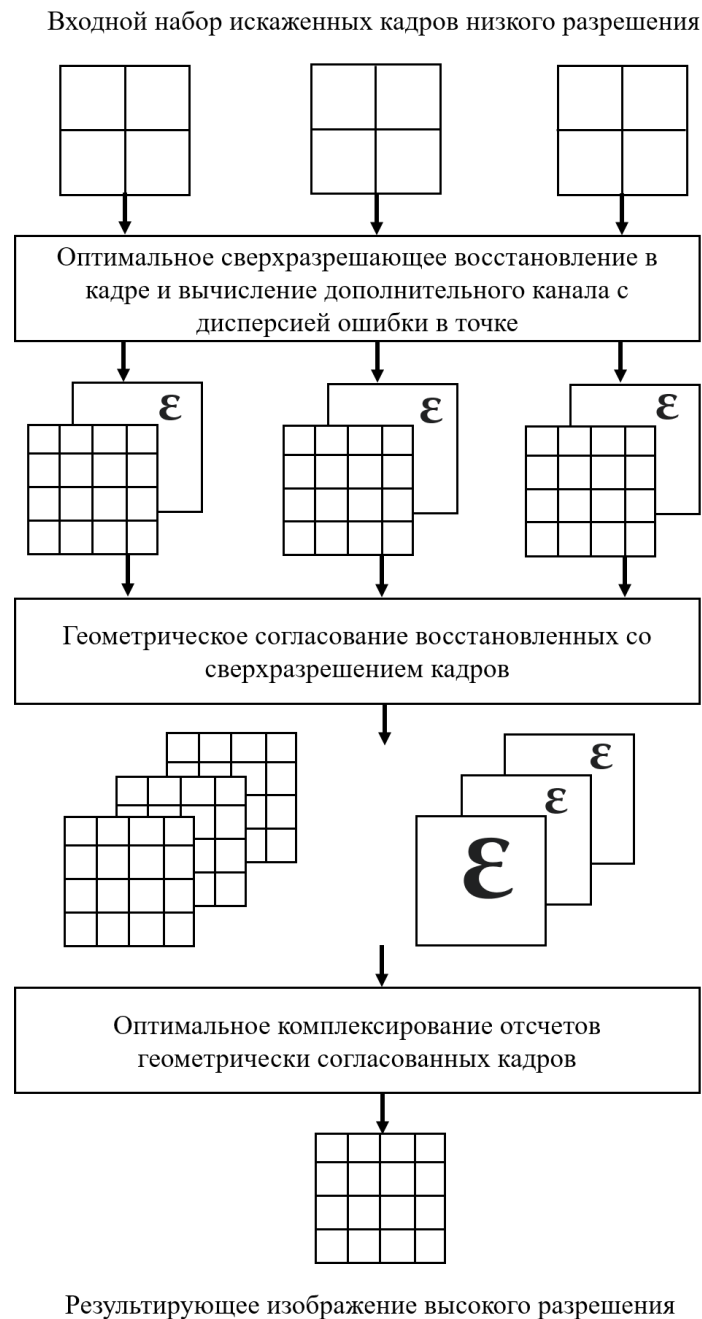 Входной набор искаженных кадров низкого разрешения
Оптимальное сверхразрешающее восстановление в
кадре и вычисление дополнительного канала с
дисперсией ошибки в точке
ε ε ε
Геометрическое согласование восстановленных со
сверхразрешением кадров
ε
ε
ε
Оптимальное комплексирование отсчетов
геометрически согласованных кадров
Результирующее изображение высокого разрешения